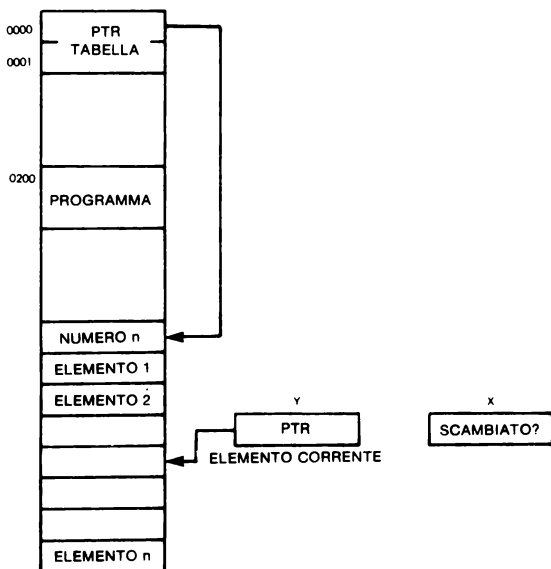 0000
PTR
TABELLA
0001
0200
PROGRAMMA
NUMERO n
ELEMENTO 1
ELEMENTO 2
Y
X
PTR
SCAMBIATO?
ELEMENTO CORRENTE
ELEMENTO n